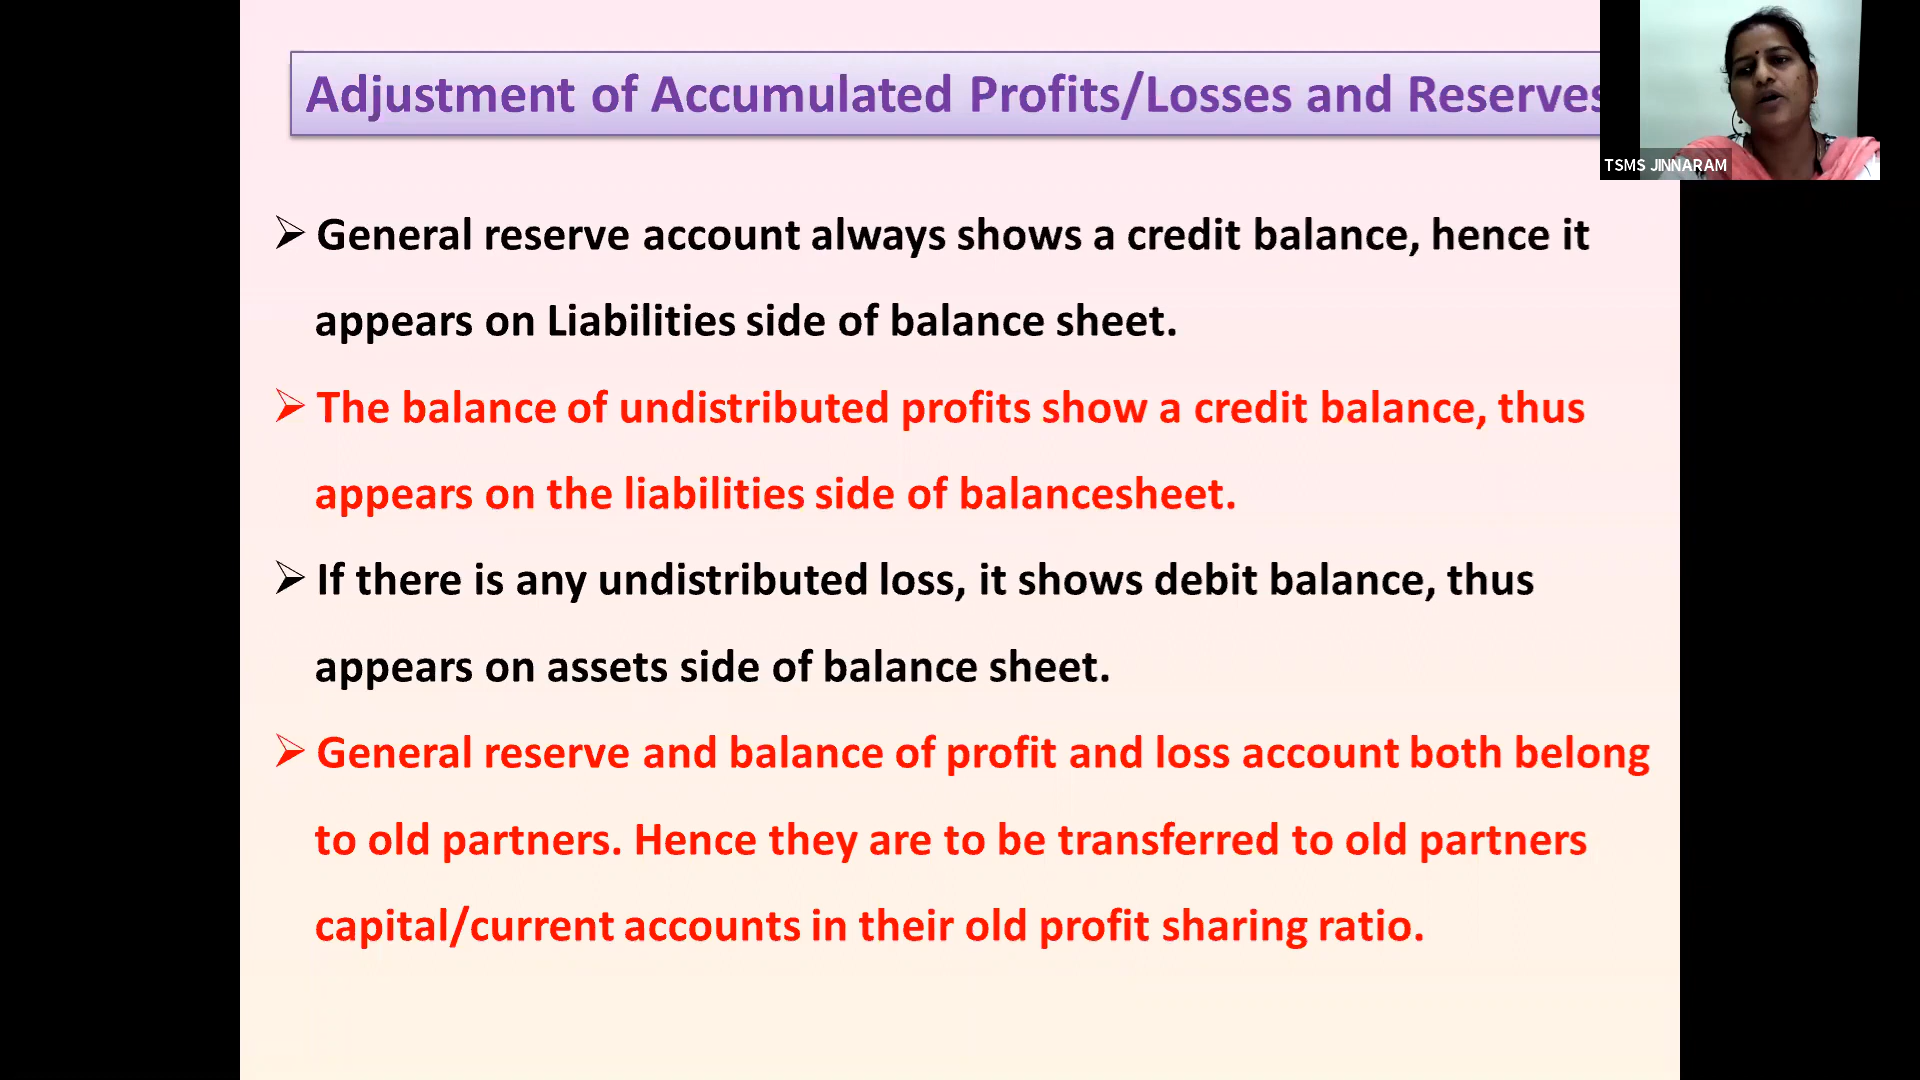 Adjustment of Accumulated Profits/Losses and Reserves
TSMS JINNARAM
➢ General reserve account always shows a credit balance, hence it
appears on Liabilities side of balance sheet.
➢ The balance of undistributed profits show a credit balance, thus
appears on the liabilities side of balancesheet.
➢ If there is any undistributed loss, it shows debit balance, thus
appears on assets side of balance sheet.
➢ General reserve and balance of profit and loss account both belong
to old partners. Hence they are to be transferred to old partners
capital/current accounts in their old profit sharing ratio.